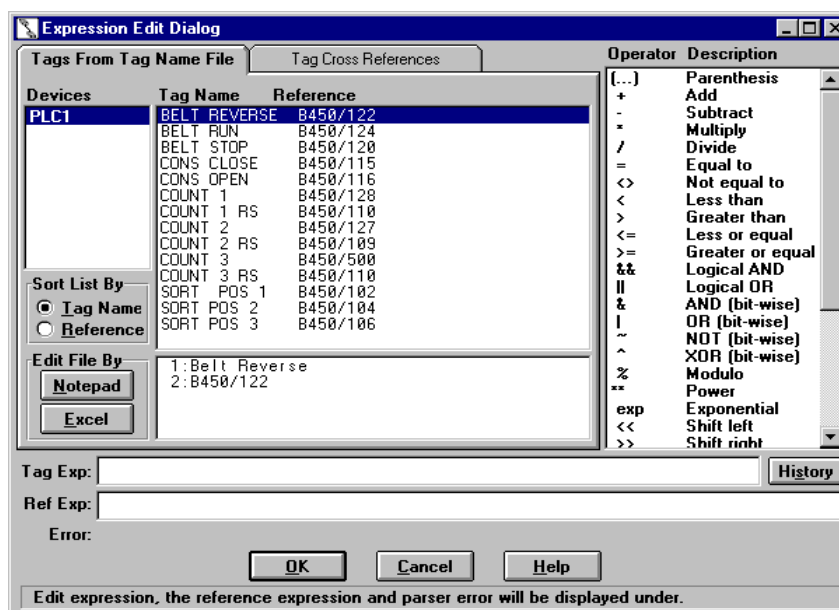 Expression Edit Dialog
Tags From Tag Name File
Tag Cross References
Operator Description
Devices
PLC1
Tag Name Reference
BELT REVERSE B450/122
BELT RUN B450/124
BELT STOP B450/120
CONS CLOSE B450/115
CONS OPEN B450/116
COUNT 1 B450/128
COUNT 1 RS B450/110
COUNT 2 B450/127
COUNT 2 RS B450/109
COUNT 3 B450/500
COUNT 3 RS B450/110
SORT POS 1 B450/102
SORT POS 2 B450/104
SORT POS 3 B450/106
(...) Parenthesis
+ Add
- Subtract
* Multiply
/ Divide
= Equal to
<> Not equal to
< Less than
> Greater than
<= Less or equal
>= Greater or equal
&& Logical AND
|| Logical OR
& AND (bit-wise)
| OR (bit-wise)
~ NOT (bit-wise)
^ XOR (bit-wise)
% Modulo
** Power
exp Exponential
<< Shift left
>> Shift right
Sort List By
Tag Name
Reference
Edit File By
Notepad
Excel
1:Belt Reverse
2:B450/122
Tag Exp:
History
Ref Exp:
Error:
OK
Cancel
Help
Edit expression, the reference expression and parser error will be displayed under.